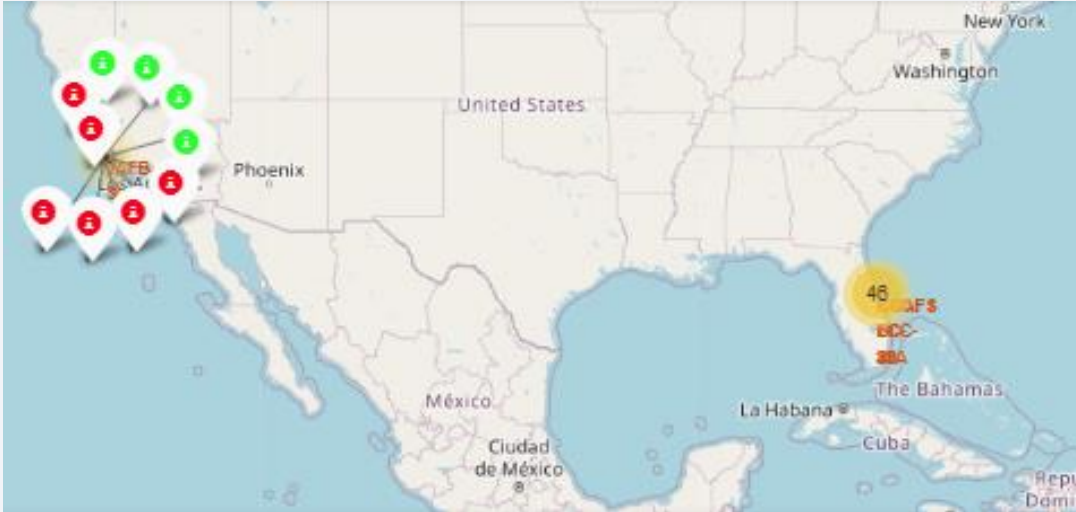 New York
Washington
United States
Phoenix
46
México
Ciudad
de México
La Habana
The Bahamas
Cuba